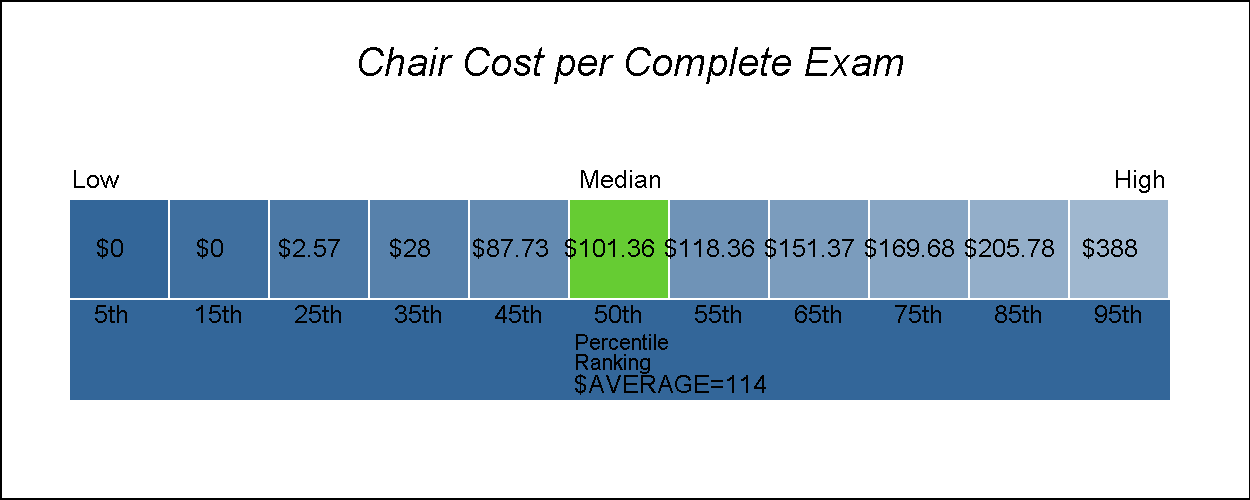 Chair Cost per Complete Exam
Low Median High
$0 $0 $2.57 $28 $87.73 $101.36 $118.36 $151.37 $169.68 $205.78 $388
5th 15th 25th 35th 45th 50th 55th 65th 75th 85th 95th
Percentile
Ranking
$AVERAGE=114